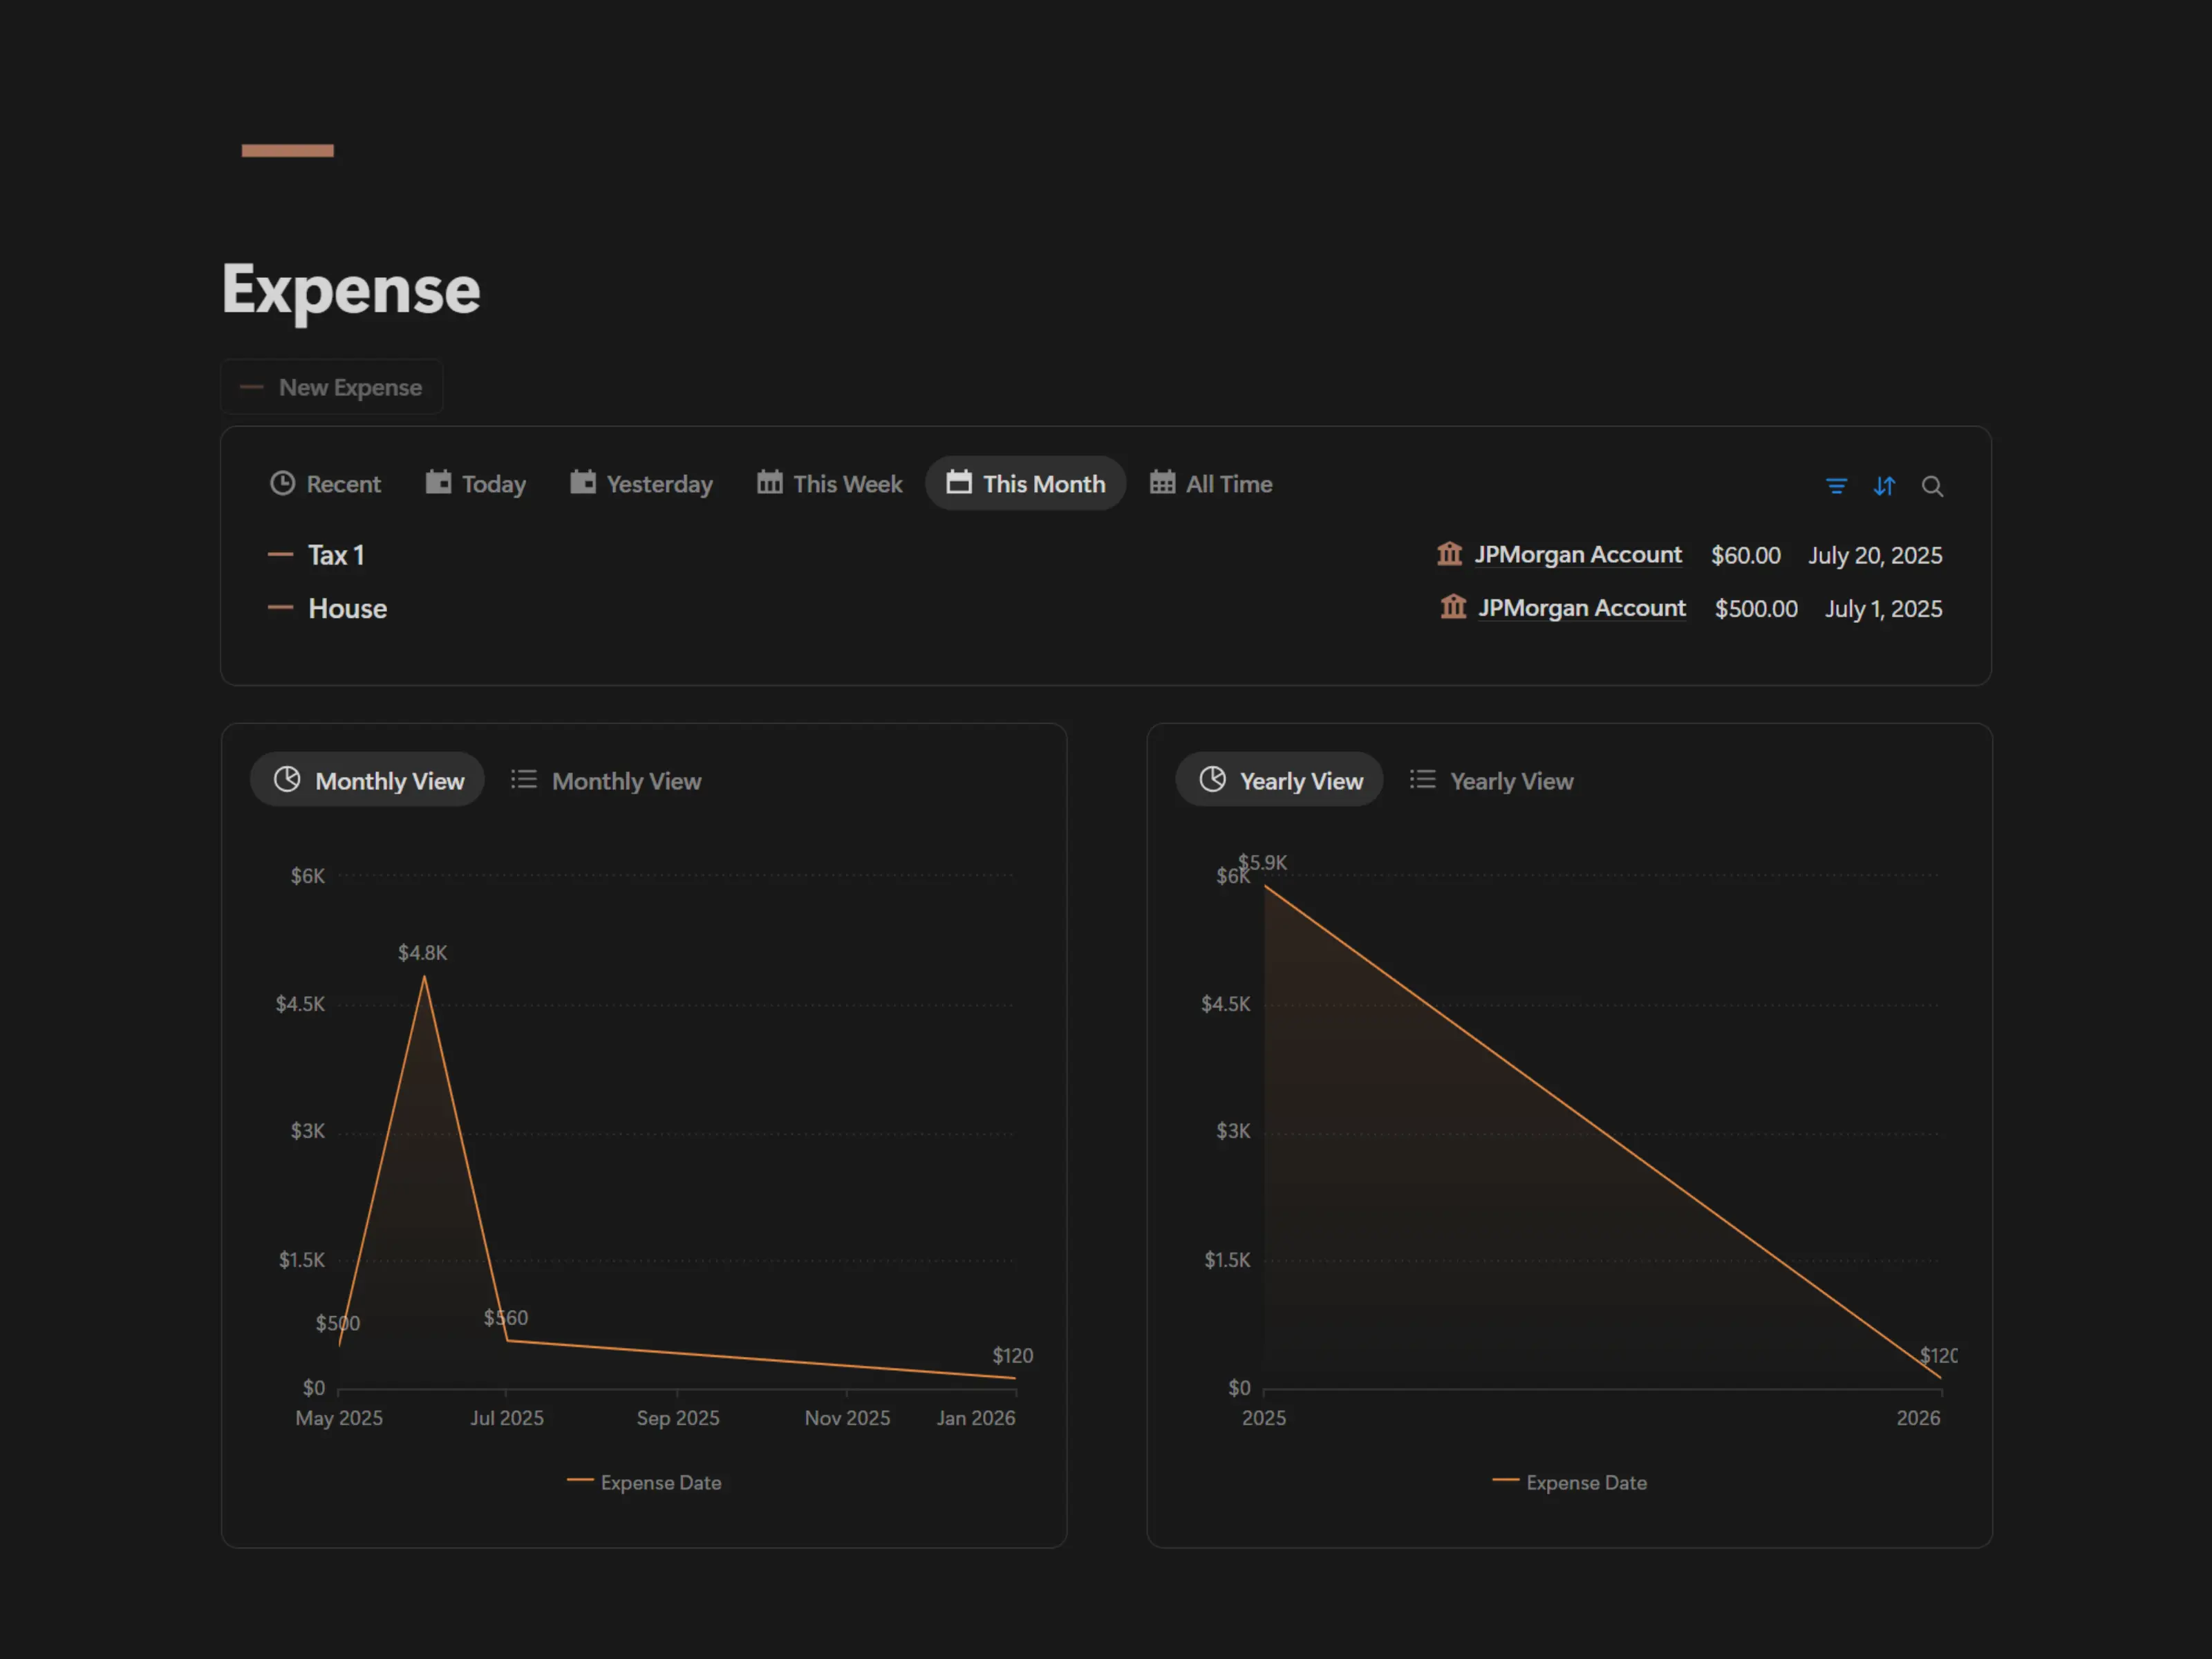 Expense
New Expense
Recent Today Yesterday This Week This Month All Time
Tax 1 JPMorgan Account $60.00 July 20, 2025
House JPMorgan Account $500.00 July 1, 2025
Monthly View Monthly View
$6K
$4.8K
$4.5K
$3K
$1.5K
$500 $560
$120
$0
May 2025 Jul 2025 Sep 2025 Nov 2025 Jan 2026
Expense Date
Yearly View Yearly View
$5.9K
$6K
$4.5K
$3K
$1.5K
$120
$0
2025 2026
Expense Date